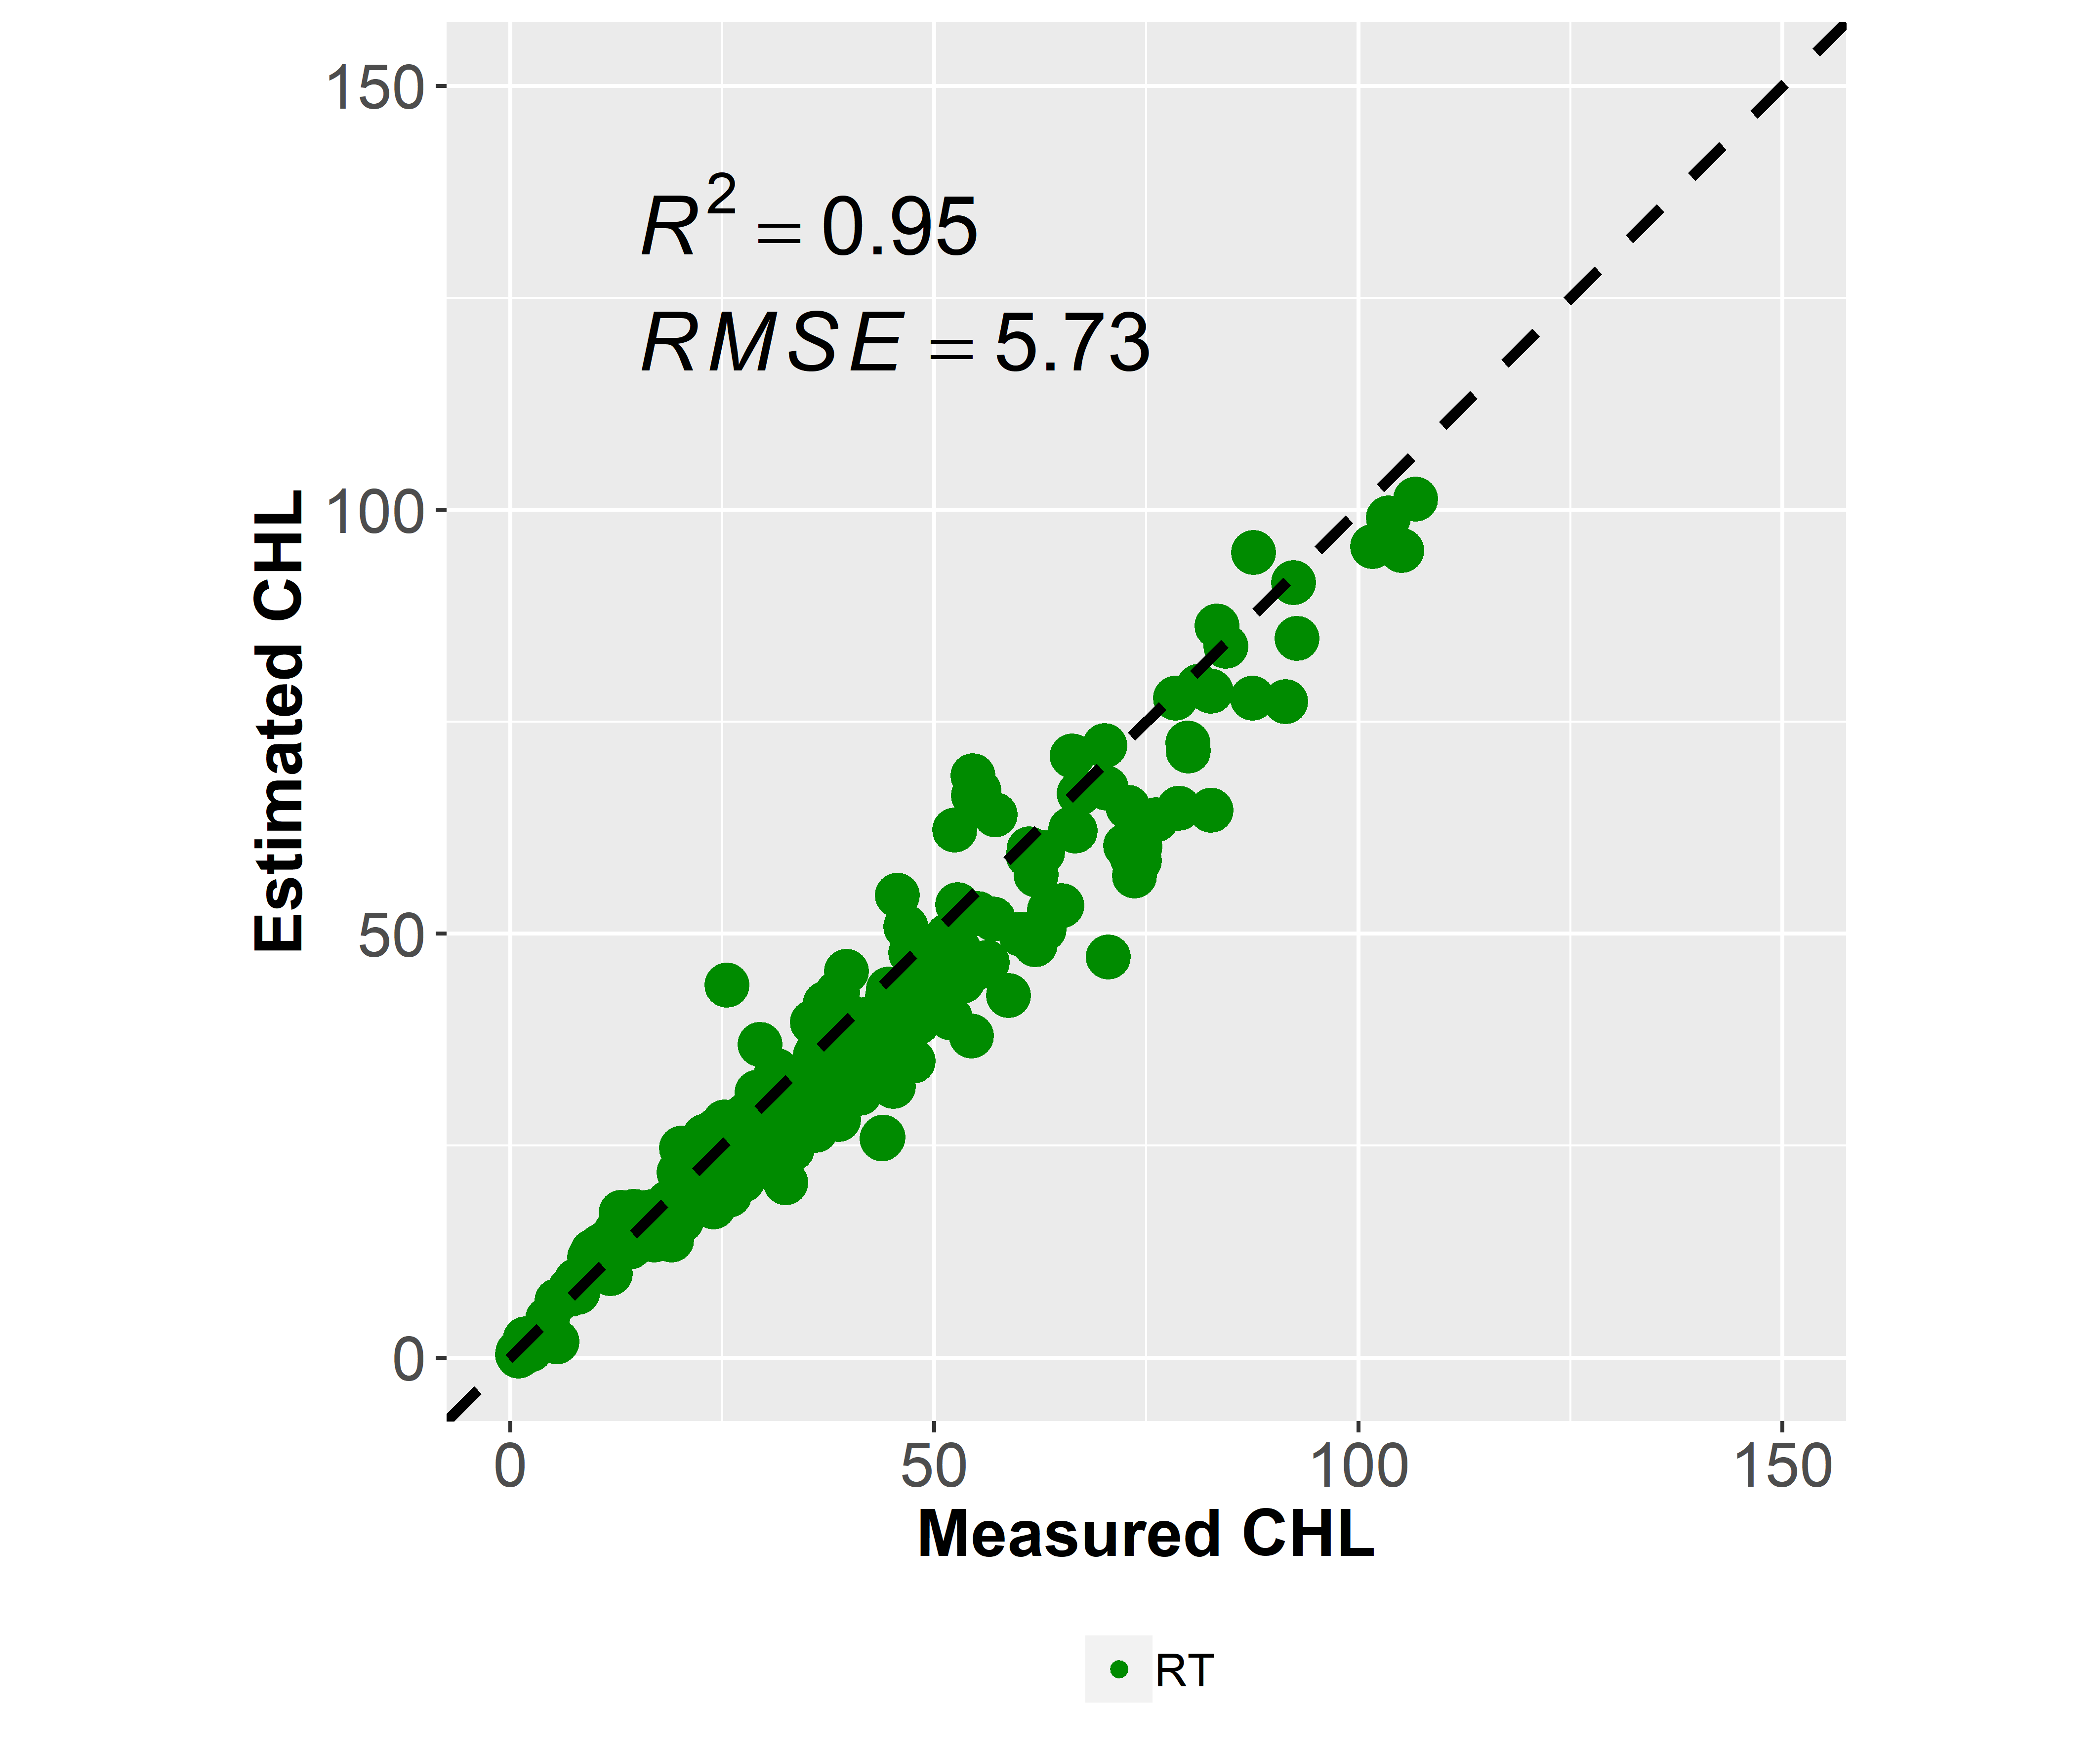 150
R² = 0.95
RMSE = 5.73
Estimated CHL
100
50
0
0 50 100 150
Measured CHL
RT